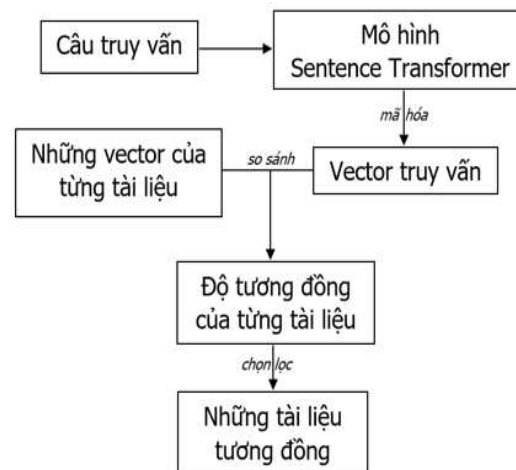 Câu truy vấn
Mô hình
Sentence Transformer
mã hóa
Những vector của
từng tài liệu
so sánh
Vector truy vấn
Độ tương đồng
của từng tài liệu
chọn lọc
Những tài liệu
tương đồng